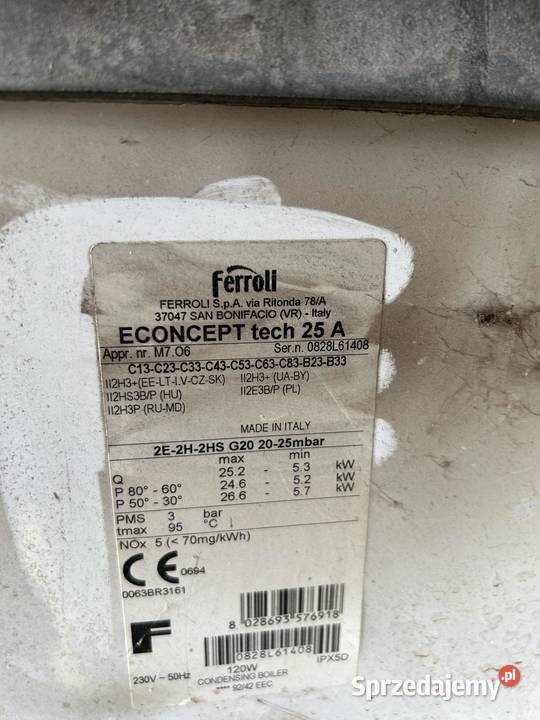 Ferroli
FERROLI S.p.A. via Ritonda 78/A
37047 SAN BONIFACIO (VR) - Italy
ECONCEPT tech 25 A
Appr. nr. M7.06 Ser.n. 0828L61408
C13-C23-C33-C43-C53-C63-C83-B23-B33
II2H3+(EE-LT-LV-CZ-SK) II2H3+ (UA-BY)
II2HS3B/P (HU) II2E3B/P (PL)
II2H3P (RU-MD)
MADE IN ITALY
2E-2H-2HS G20 20-25mbar
max min
Q 25.2 - 5.3 kW
P 80° - 60° 24.6 - 5.2 kW
P 50° - 30° 26.6 - 5.7 kW
PMS 3 bar
tmax 95 °C
NOx 5 (< 70mg/kWh)
CE 0694
0063BR3161
8 028693 576918
0828L61408
120W IPX5D
230V ~ 50Hz CONDENSING BOILER
**** 92/42 EEC
Sprzedajemy.pl